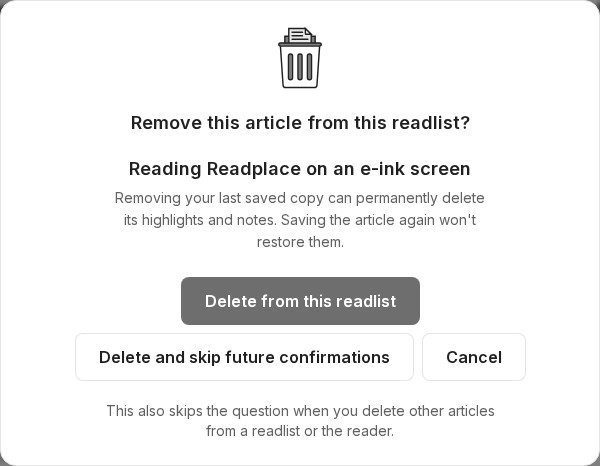 Remove this article from this readlist?
Reading Readplace on an e-ink screen
Removing your last saved copy can permanently delete
its highlights and notes. Saving the article again won't
restore them.
Delete from this readlist
Delete and skip future confirmations
Cancel
This also skips the question when you delete other articles
from a readlist or the reader.